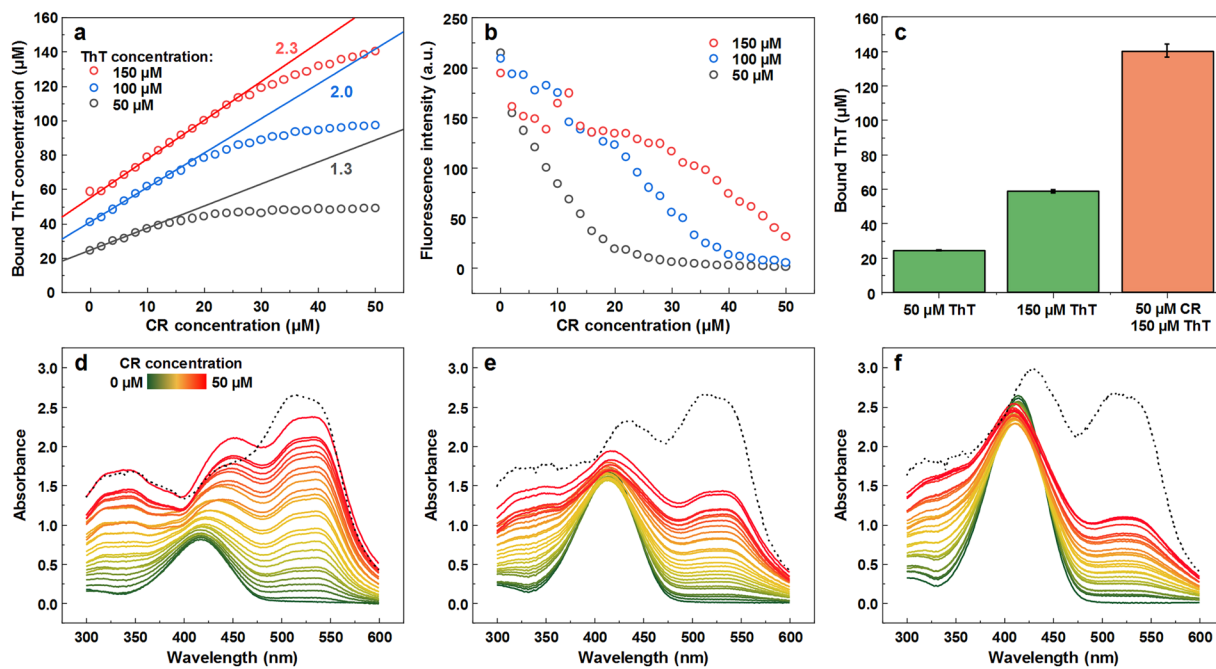 a
ThT concentration:
150 µM
100 µM
50 µM
2.3
2.0
1.3
160
140
120
100
80
60
40
20
0
Bound ThT concentration (µM)
0 10 20 30 40 50
CR concentration (µM)
b
150 µM
100 µM
50 µM
250
200
150
100
50
0
Fluorescence intensity (a.u.)
0 10 20 30 40 50
CR concentration (µM)
c
160
140
120
100
80
60
40
20
0
Bound ThT (µM)
50 µM ThT
150 µM ThT
50 µM CR
150 µM ThT
d
CR concentration
0 µM 50 µM
3.0
2.5
2.0
1.5
1.0
0.5
0.0
Absorbance
300 350 400 450 500 550 600
Wavelength (nm)
e
3.0
2.5
2.0
1.5
1.0
0.5
0.0
Absorbance
300 350 400 450 500 550 600
Wavelength (nm)
f
3.0
2.5
2.0
1.5
1.0
0.5
0.0
Absorbance
300 350 400 450 500 550 600
Wavelength (nm)